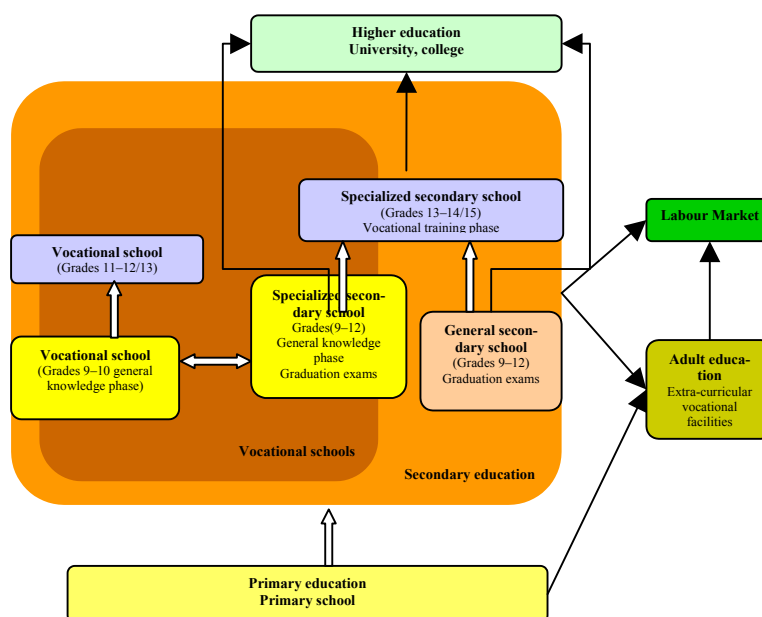 Higher education
University, college
Specialized secondary school
(Grades 13–14/15)
Vocational training phase
Labour Market
Vocational school
(Grades 11–12/13)
Specialized secon-
dary school
Grades(9–12)
General knowledge
phase
Graduation exams
General secon-
dary school
(Grades 9–12)
Graduation exams
Vocational school
(Grades 9–10 general
knowledge phase)
Adult educa-
tion
Extra-curricular
vocational
facilities
Vocational schools
Secondary education
Primary education
Primary school